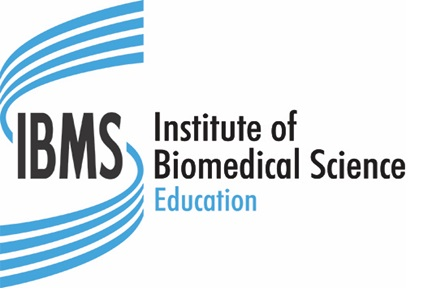 IBMS
Institute of
Biomedical Science
Education